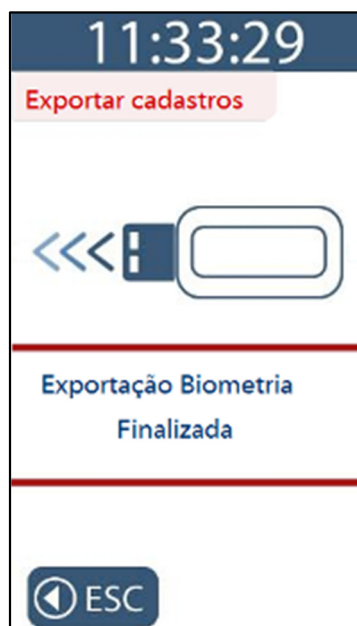 11:33:29
Exportar cadastros
Exportação Biometria
Finalizada
ESC